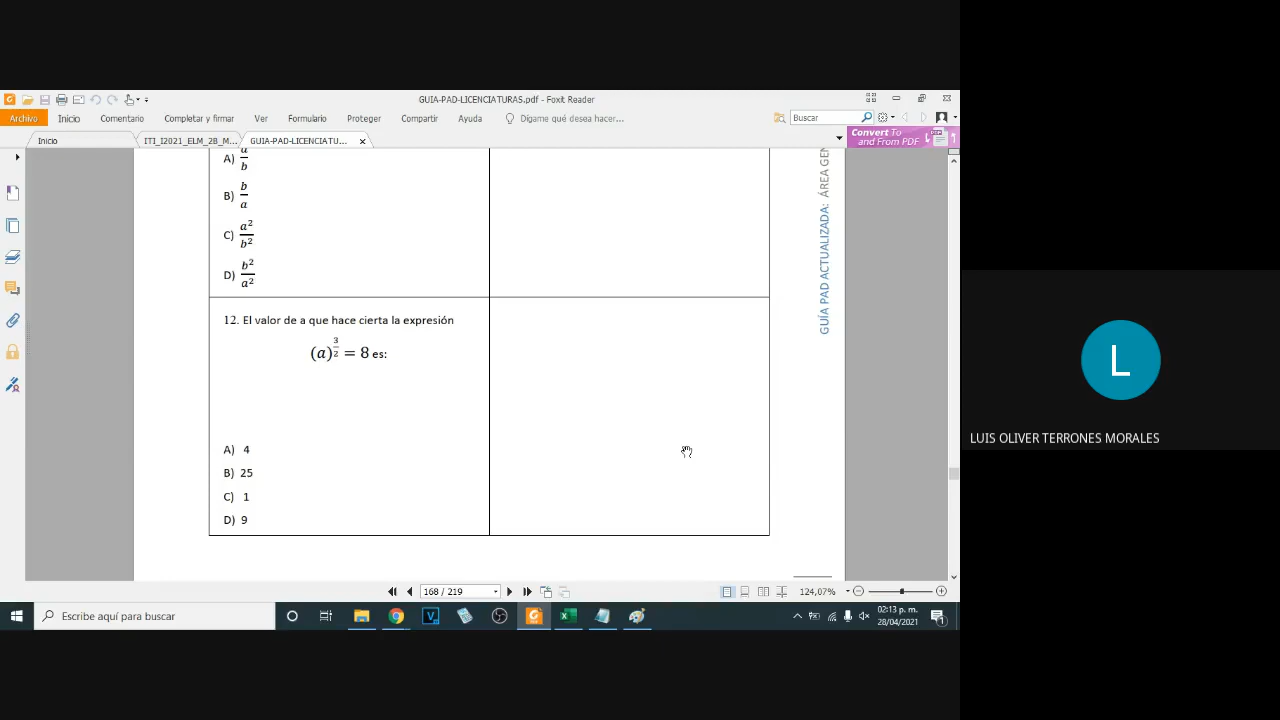 GUIA-PAD-LICENCIATURAS.pdf - Foxit Reader
Archivo Inicio Comentario Completar y firmar Ver Formulario Proteger Compartir Ayuda Dígame qué desea hacer... Buscar
Inicio ITI_I2021_ELM_2B_M... GUIA-PAD-LICENCIATU... Convert To
and From PDF
A) a/b
B) b/a
C) a²/b²
D) b²/a²
GUÍA PAD ACTUALIZADA: ÁREA GEN
12. El valor de a que hace cierta la expresión
(a)^(3/2) = 8 es:
A) 4
B) 25
C) 1
D) 9
L
LUIS OLIVER TERRONES MORALES
168 / 219 124,07%
Escribe aquí para buscar 02:13 p. m.
28/04/2021